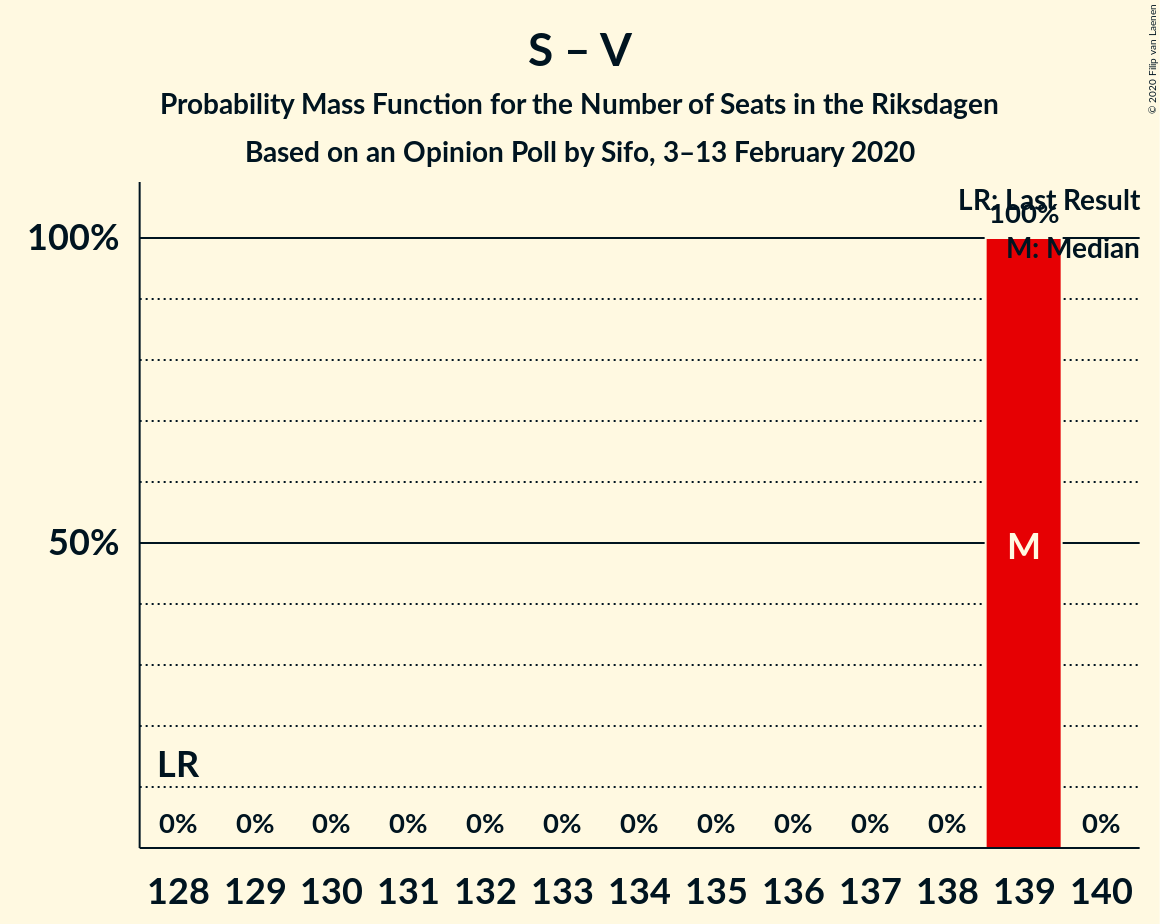 S – V
Probability Mass Function for the Number of Seats in the Riksdagen
Based on an Opinion Poll by Sifo, 3–13 February 2020
© 2020 Filip van Laenen
LR: Last Result
100%
M: Median
100%
50%
M
LR
0% 0% 0% 0% 0% 0% 0% 0% 0% 0% 0% 0%
128 129 130 131 132 133 134 135 136 137 138 139 140